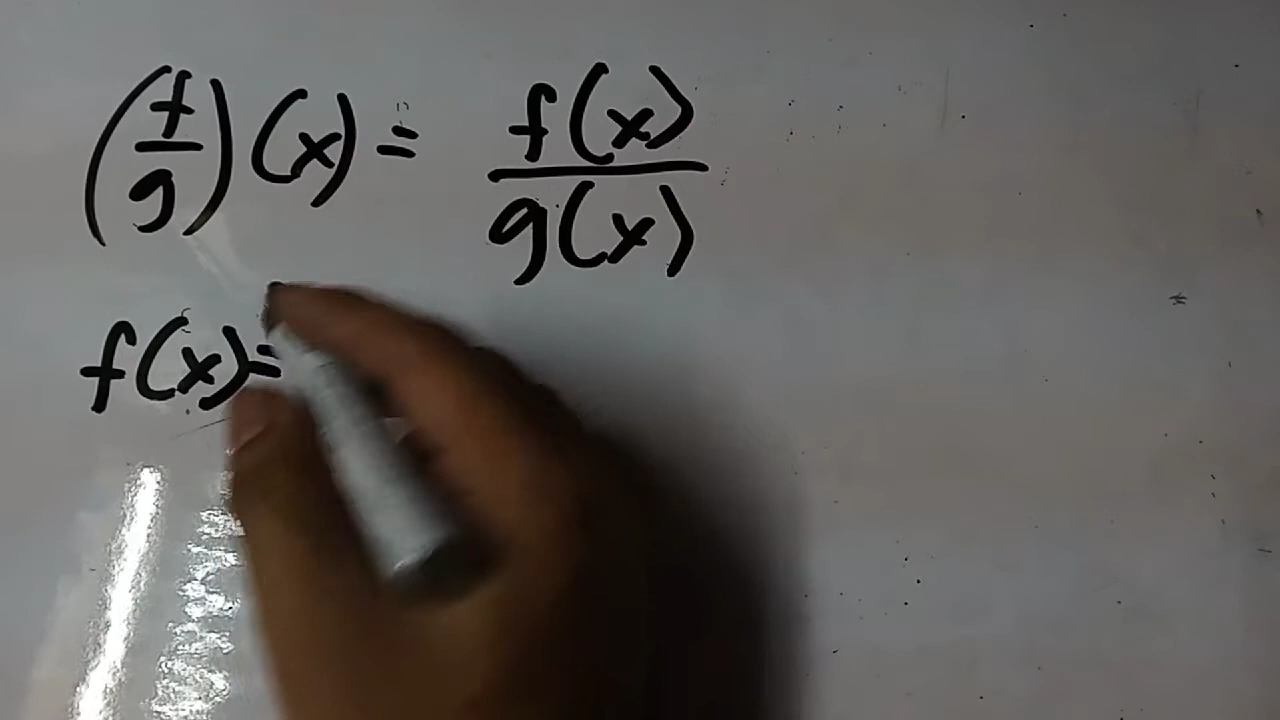 (f/g)(x) = f(x)/g(x)
f(x)=